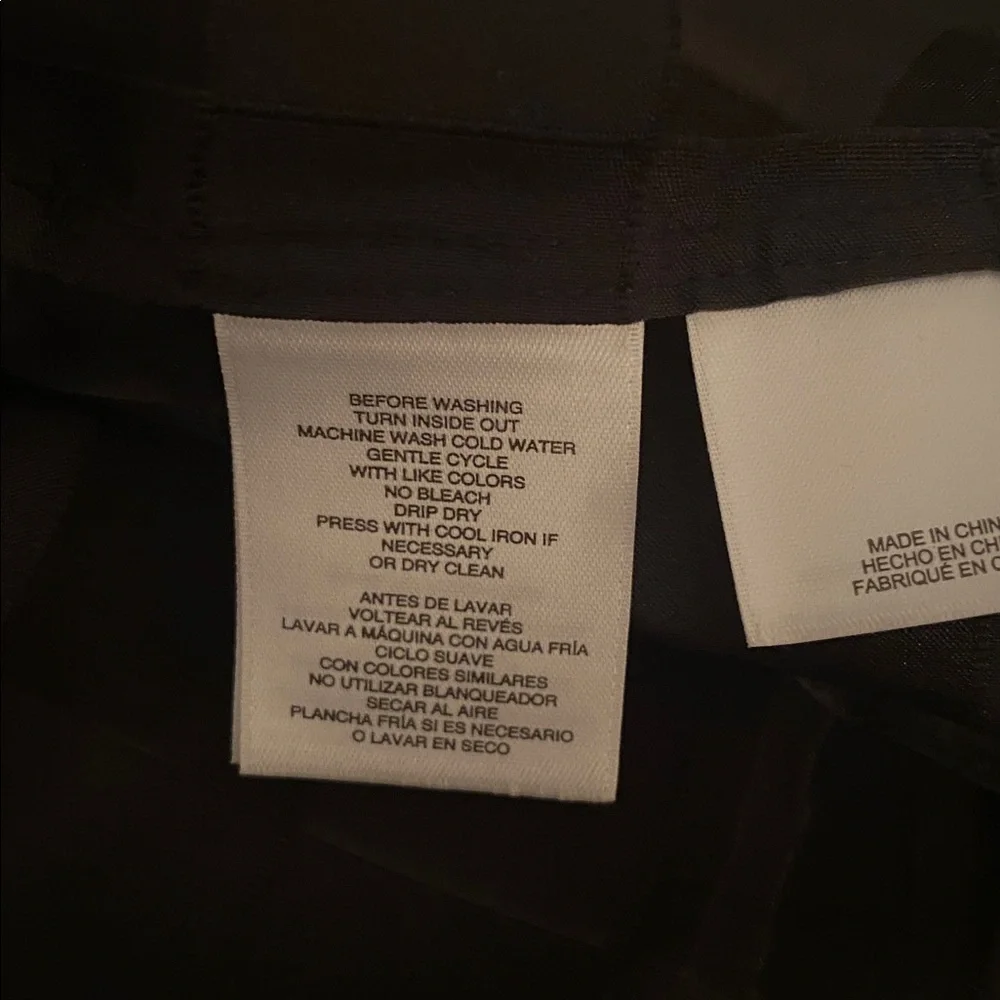 BEFORE WASHING
TURN INSIDE OUT
MACHINE WASH COLD WATER
GENTLE CYCLE
WITH LIKE COLORS
NO BLEACH
DRIP DRY
PRESS WITH COOL IRON IF
NECESSARY
OR DRY CLEAN
ANTES DE LAVAR
VOLTEAR AL REVÉS
LAVAR A MÁQUINA CON AGUA FRÍA
CICLO SUAVE
CON COLORES SIMILARES
NO UTILIZAR BLANQUEADOR
SECAR AL AIRE
PLANCHA FRÍA SI ES NECESARIO
O LAVAR EN SECO
MADE IN
HECHO EN
FABRIQUÉ EN